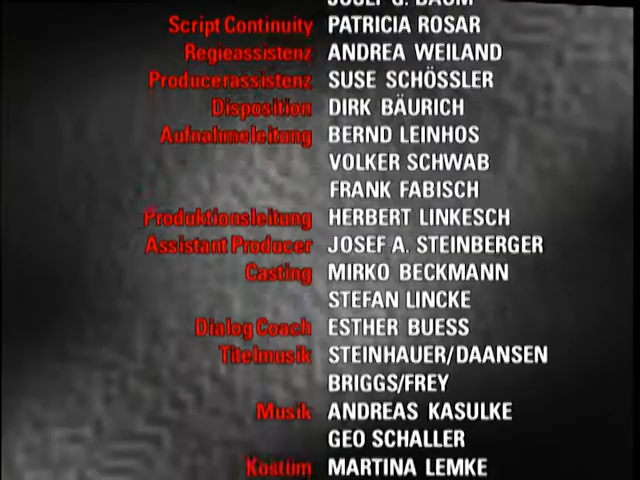 JOSEF G. BAUM
Script Continuity PATRICIA ROSAR
Regieassistenz ANDREA WEILAND
Producerassistenz SUSE SCHÖSSLER
Disposition DIRK BÄURICH
Aufnahmeleitung BERND LEINHOS
VOLKER SCHWAB
FRANK FABISCH
Produktionsleitung HERBERT LINKESCH
Assistant Producer JOSEF A. STEINBERGER
Casting MIRKO BECKMANN
STEFAN LINCKE
Dialog Coach ESTHER BUESS
Titelmusik STEINHAUER/DAANSEN
BRIGGS/FREY
Musik ANDREAS KASULKE
GEO SCHALLER
Kostüm MARTINA LEMKE